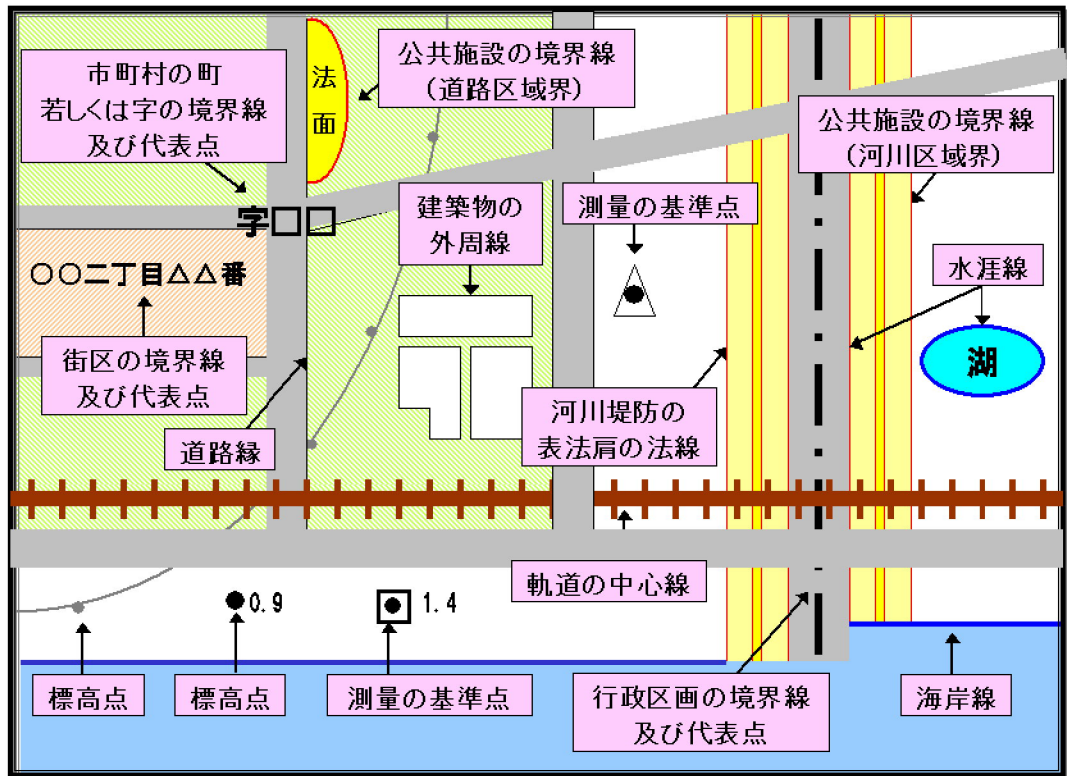 市町村の町
若しくは字の境界線
及び代表点
法
面
公共施設の境界線
（道路区域界）
公共施設の境界線
（河川区域界）
字□□
建築物の
外周線
測量の基準点
水涯線
〇〇二丁目△△番
湖
街区の境界線
及び代表点
道路縁
河川堤防の
表法肩の法線
軌道の中心線
0.9
1.4
標高点
標高点
測量の基準点
行政区画の境界線
及び代表点
海岸線